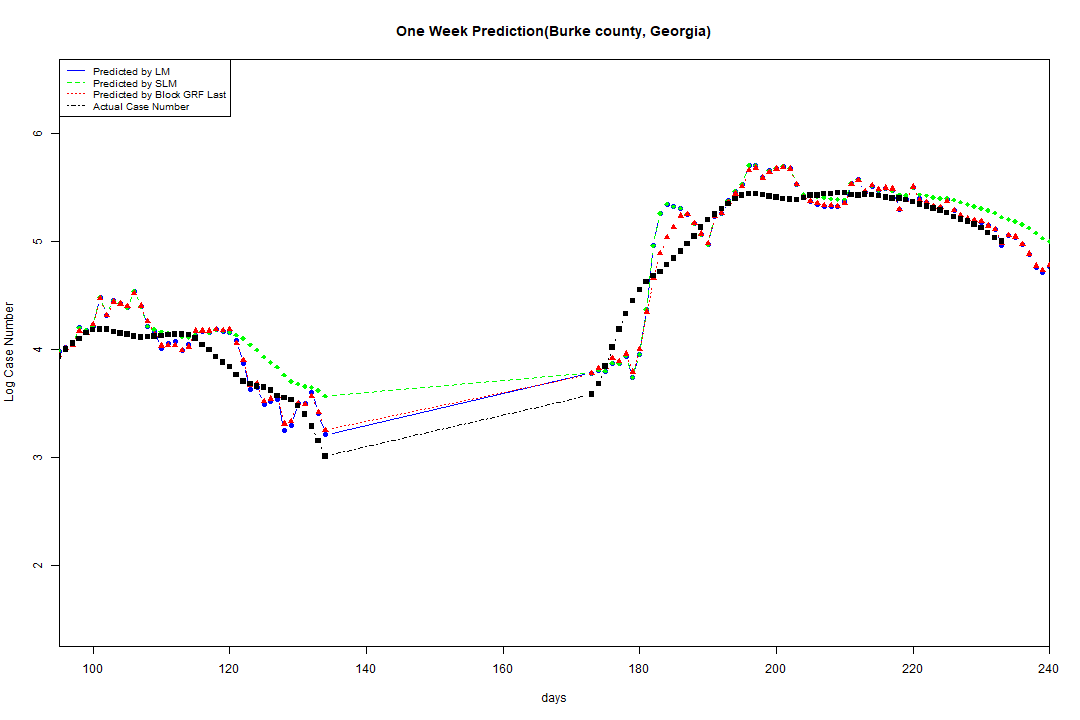 One Week Prediction(Burke county, Georgia)
Predicted by LM
Predicted by SLM
Predicted by Block GRF Last
Actual Case Number
6
5
4
3
2
Log Case Number
100 120 140 160 180 200 220 240
days